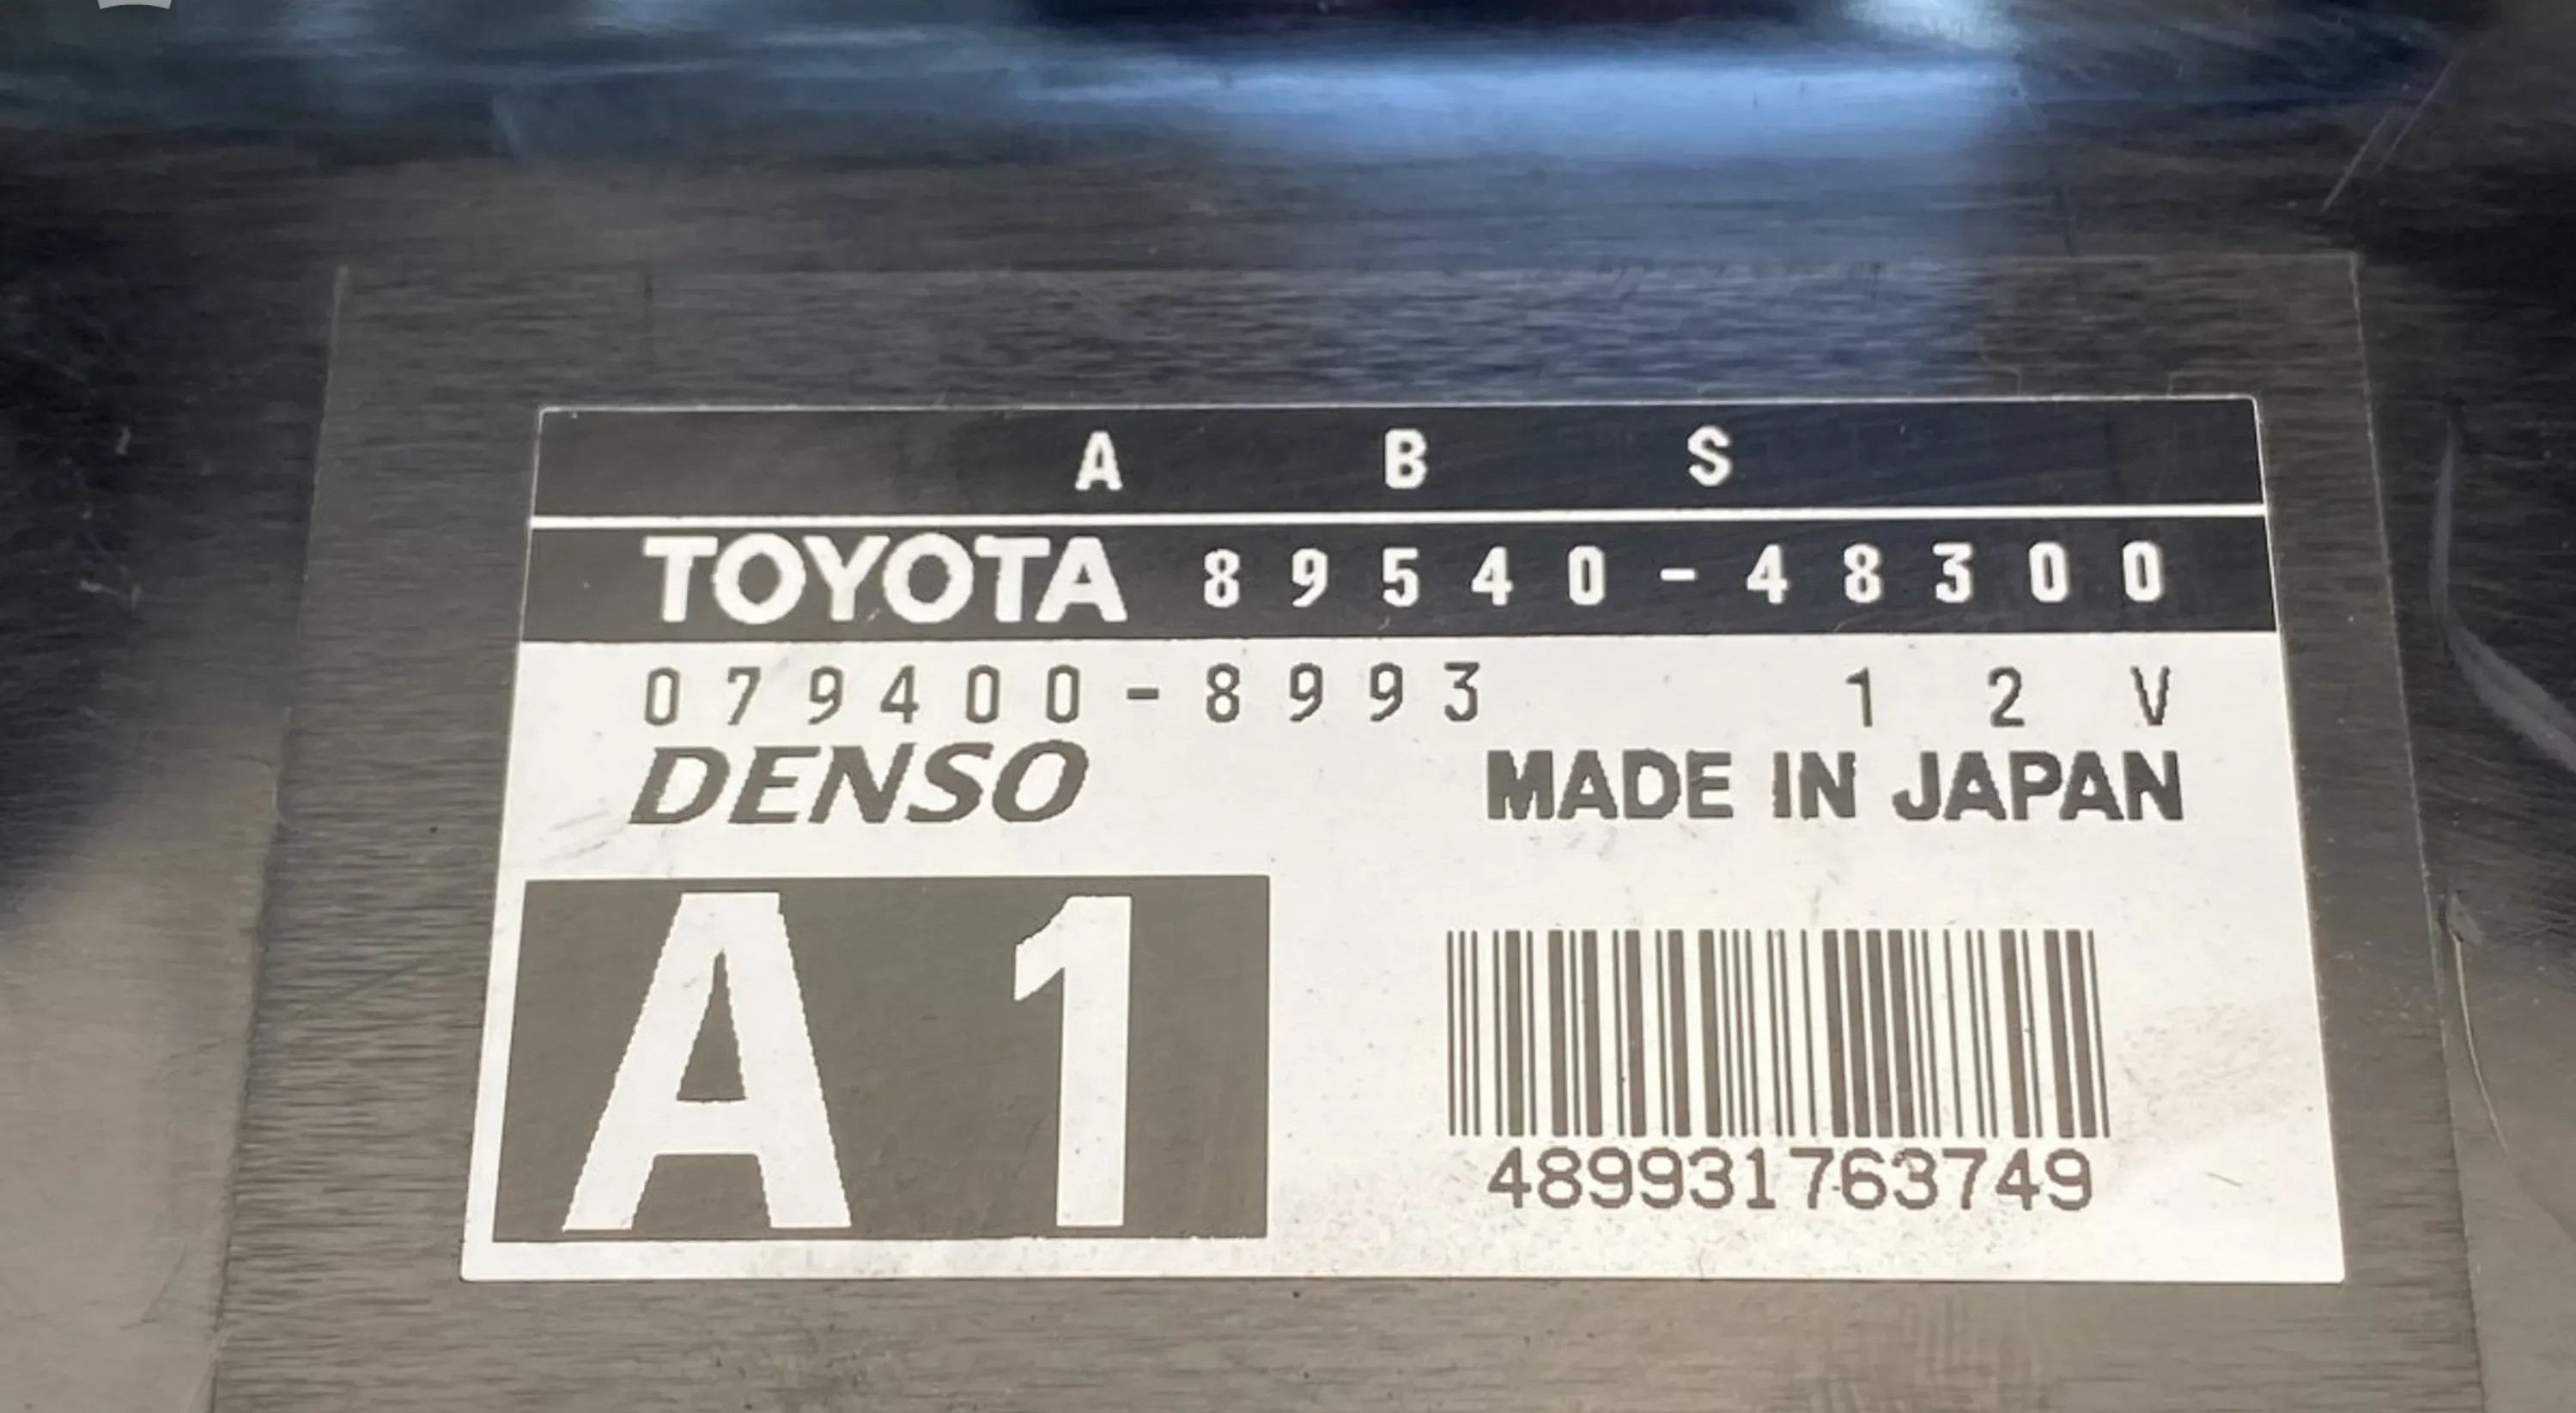 A B S
TOYOTA 89540-48300
079400-8993 12V
DENSO MADE IN JAPAN
A1
489931763749